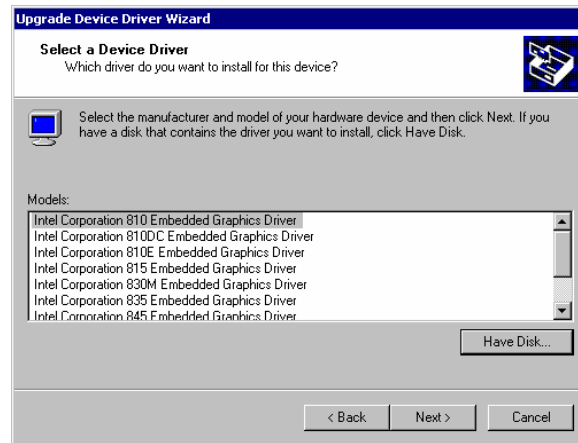 Upgrade Device Driver Wizard
Select a Device Driver
Which driver do you want to install for this device?
Select the manufacturer and model of your hardware device and then click Next. If you
have a disk that contains the driver you want to install, click Have Disk.
Models:
Intel Corporation 810 Embedded Graphics Driver
Intel Corporation 810DC Embedded Graphics Driver
Intel Corporation 810E Embedded Graphics Driver
Intel Corporation 815 Embedded Graphics Driver
Intel Corporation 830M Embedded Graphics Driver
Intel Corporation 835 Embedded Graphics Driver
Intel Corporation 845 Embedded Graphics Driver
Have Disk...
< Back Next > Cancel